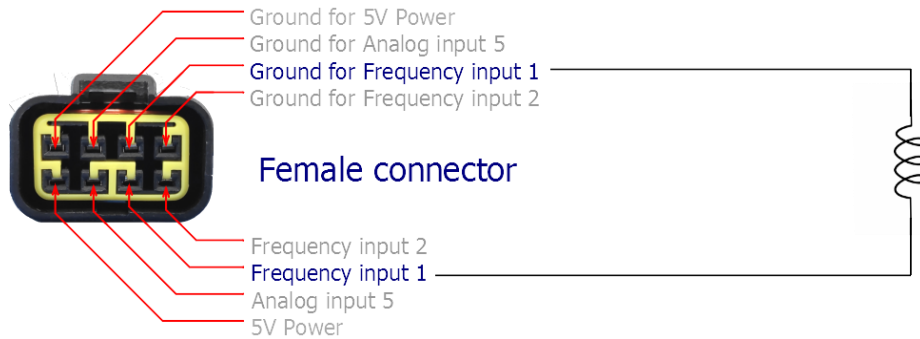 Ground for 5V Power
Ground for Analog input 5
Ground for Frequency input 1
Ground for Frequency input 2
Female connector
Frequency input 2
Frequency input 1
Analog input 5
5V Power